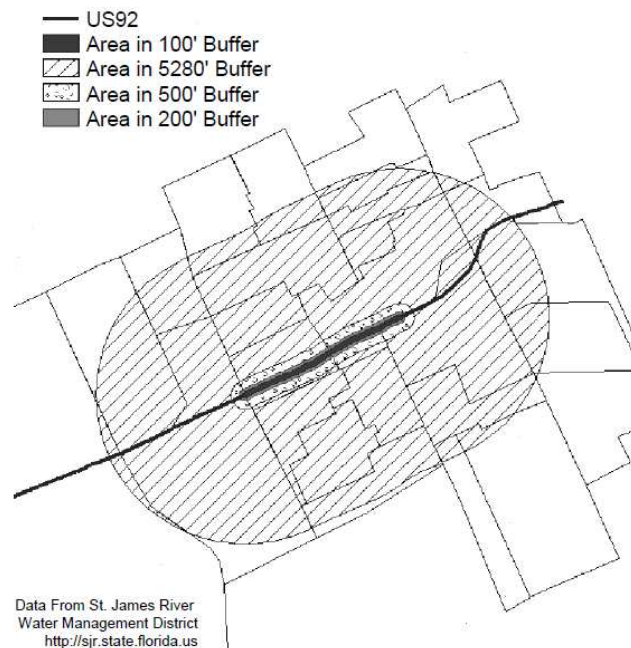 US92
Area in 100' Buffer
Area in 5280' Buffer
Area in 500' Buffer
Area in 200' Buffer
Data From St. James River
Water Management District
http://sjr.state.florida.us